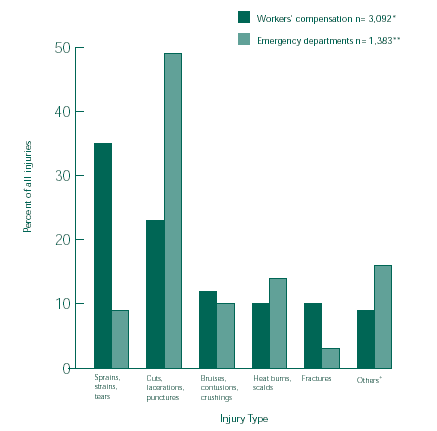 Workers' compensation n= 3,092*
Emergency departments n= 1,383**
50
40
30
20
10
0
Percent of all injuries
Sprains,
strains,
tears
Cuts,
lacerations,
punctures
Bruises,
contusions,
crushings
Heat burns,
scalds
Fractures
Others+
Injury Type